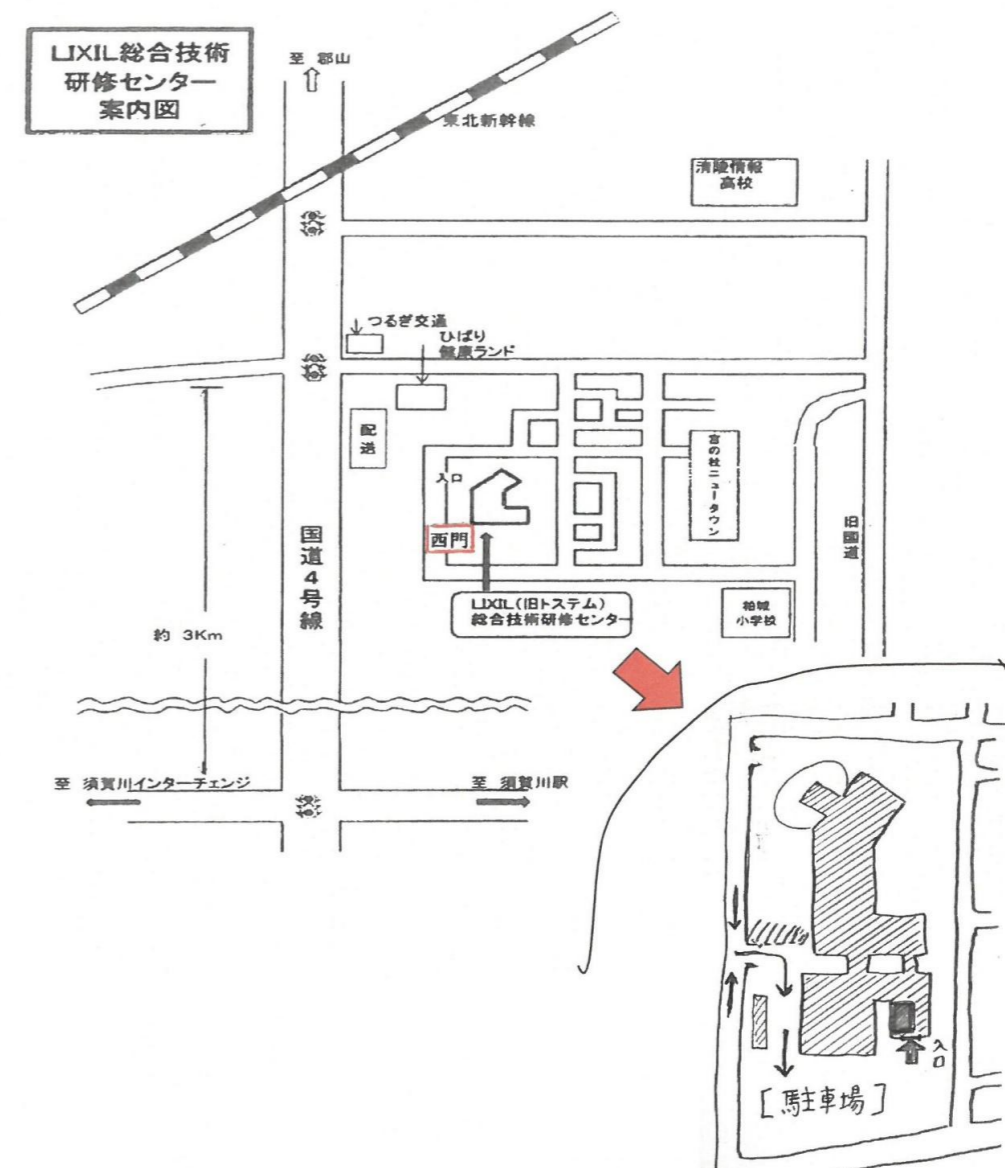 LIXIL総合技術
研修センター
案内図
至 郡山
東北新幹線
清陵情報
高校
つるぎ交通
ひばり
健康ランド
配送
入口
西門
宮の杜ニュータウン
国道4号線
旧國道
LIXIL(旧トステム)
総合技術研修センター
柏城
小学校
約 3Km
至 須賀川インターチェンジ
至 須賀川駅
入口
[駐車場]